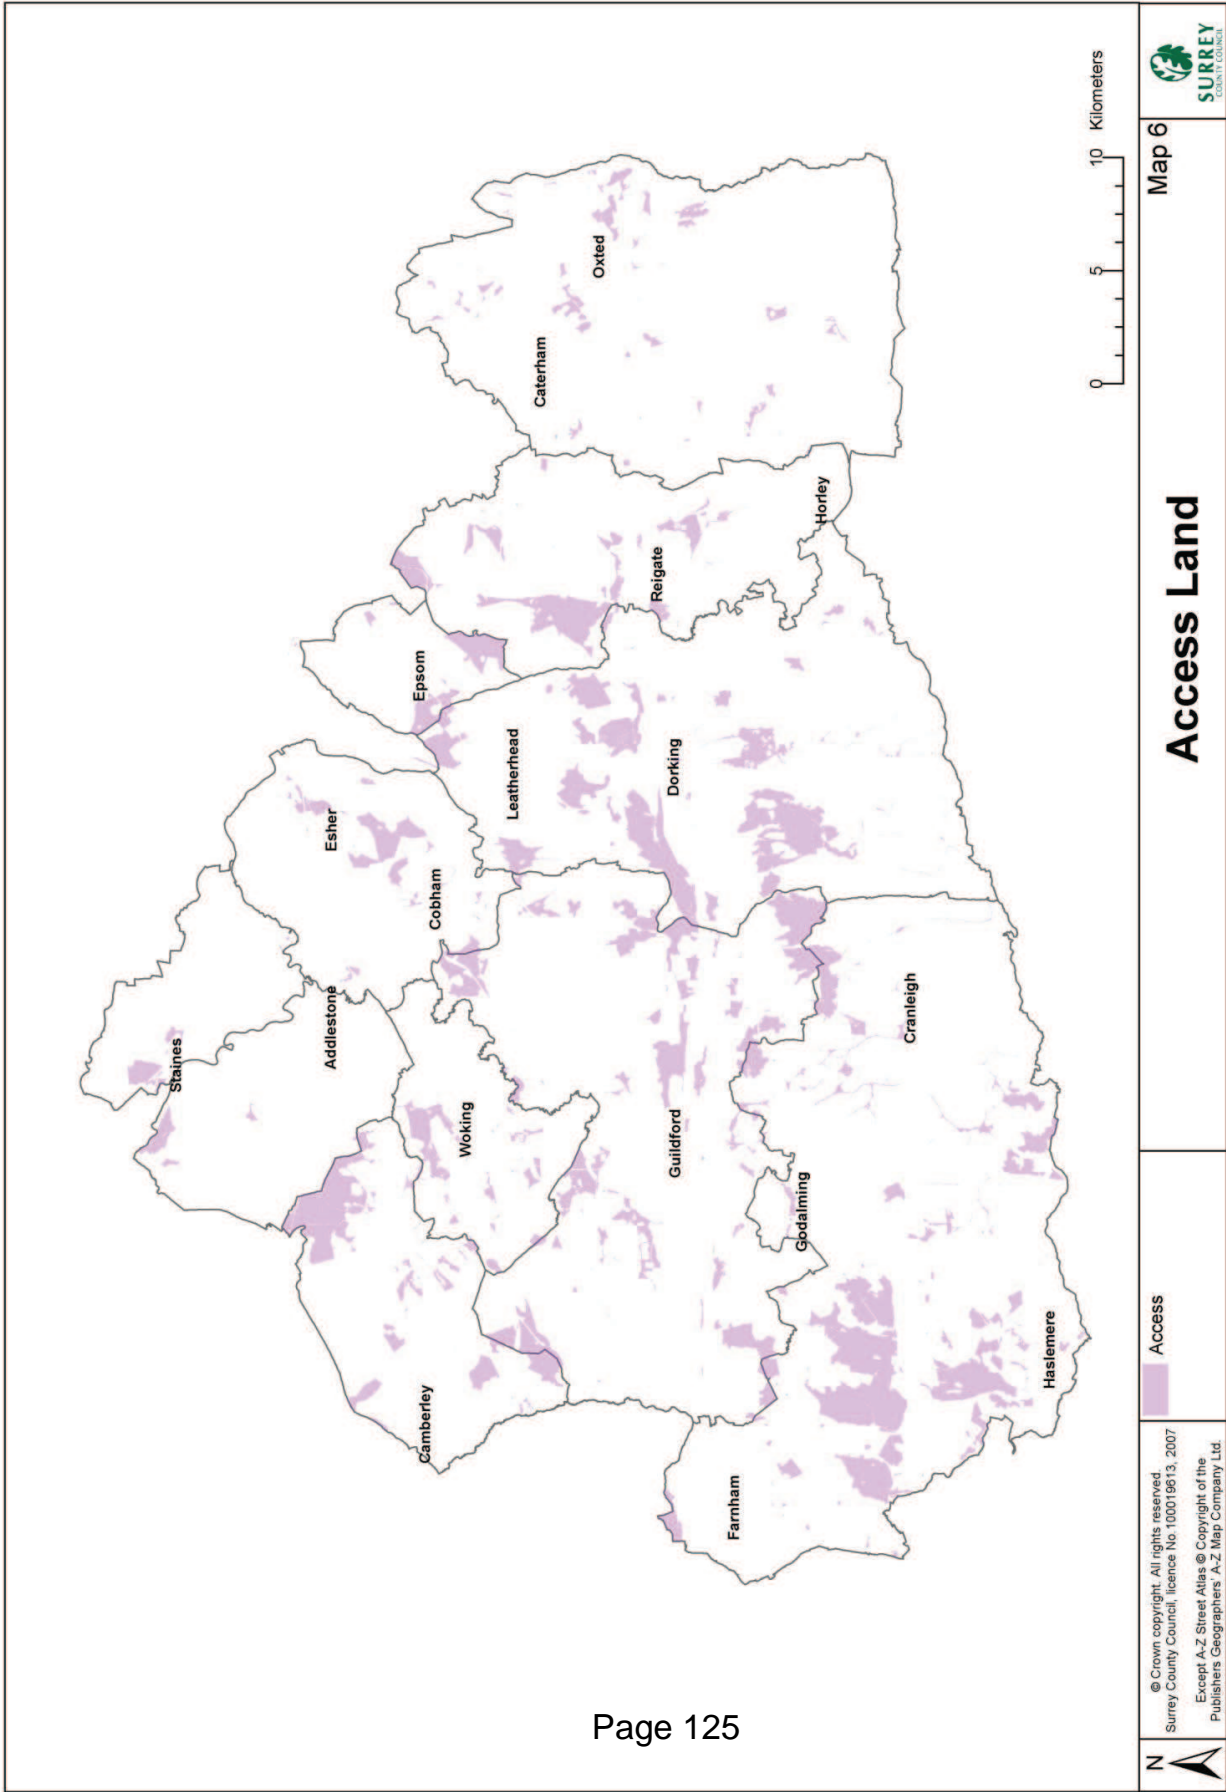 Staines
Addlestone
Esher
Cobham
Epsom
Camberley
Woking
Leatherhead
Caterham
Oxted
Reigate
Guildford
Dorking
Farnham
Godalming
Horley
Cranleigh
Haslemere
0 5 10 Kilometers
N
© Crown copyright. All rights reserved.
Surrey County Council, licence No.100019613, 2007
Except A-Z Street Atlas © Copyright of the
Publishers Geographers' A-Z Map Company Ltd.
Access
Access Land
Map 6
SURREY
COUNTY COUNCIL
Page 125